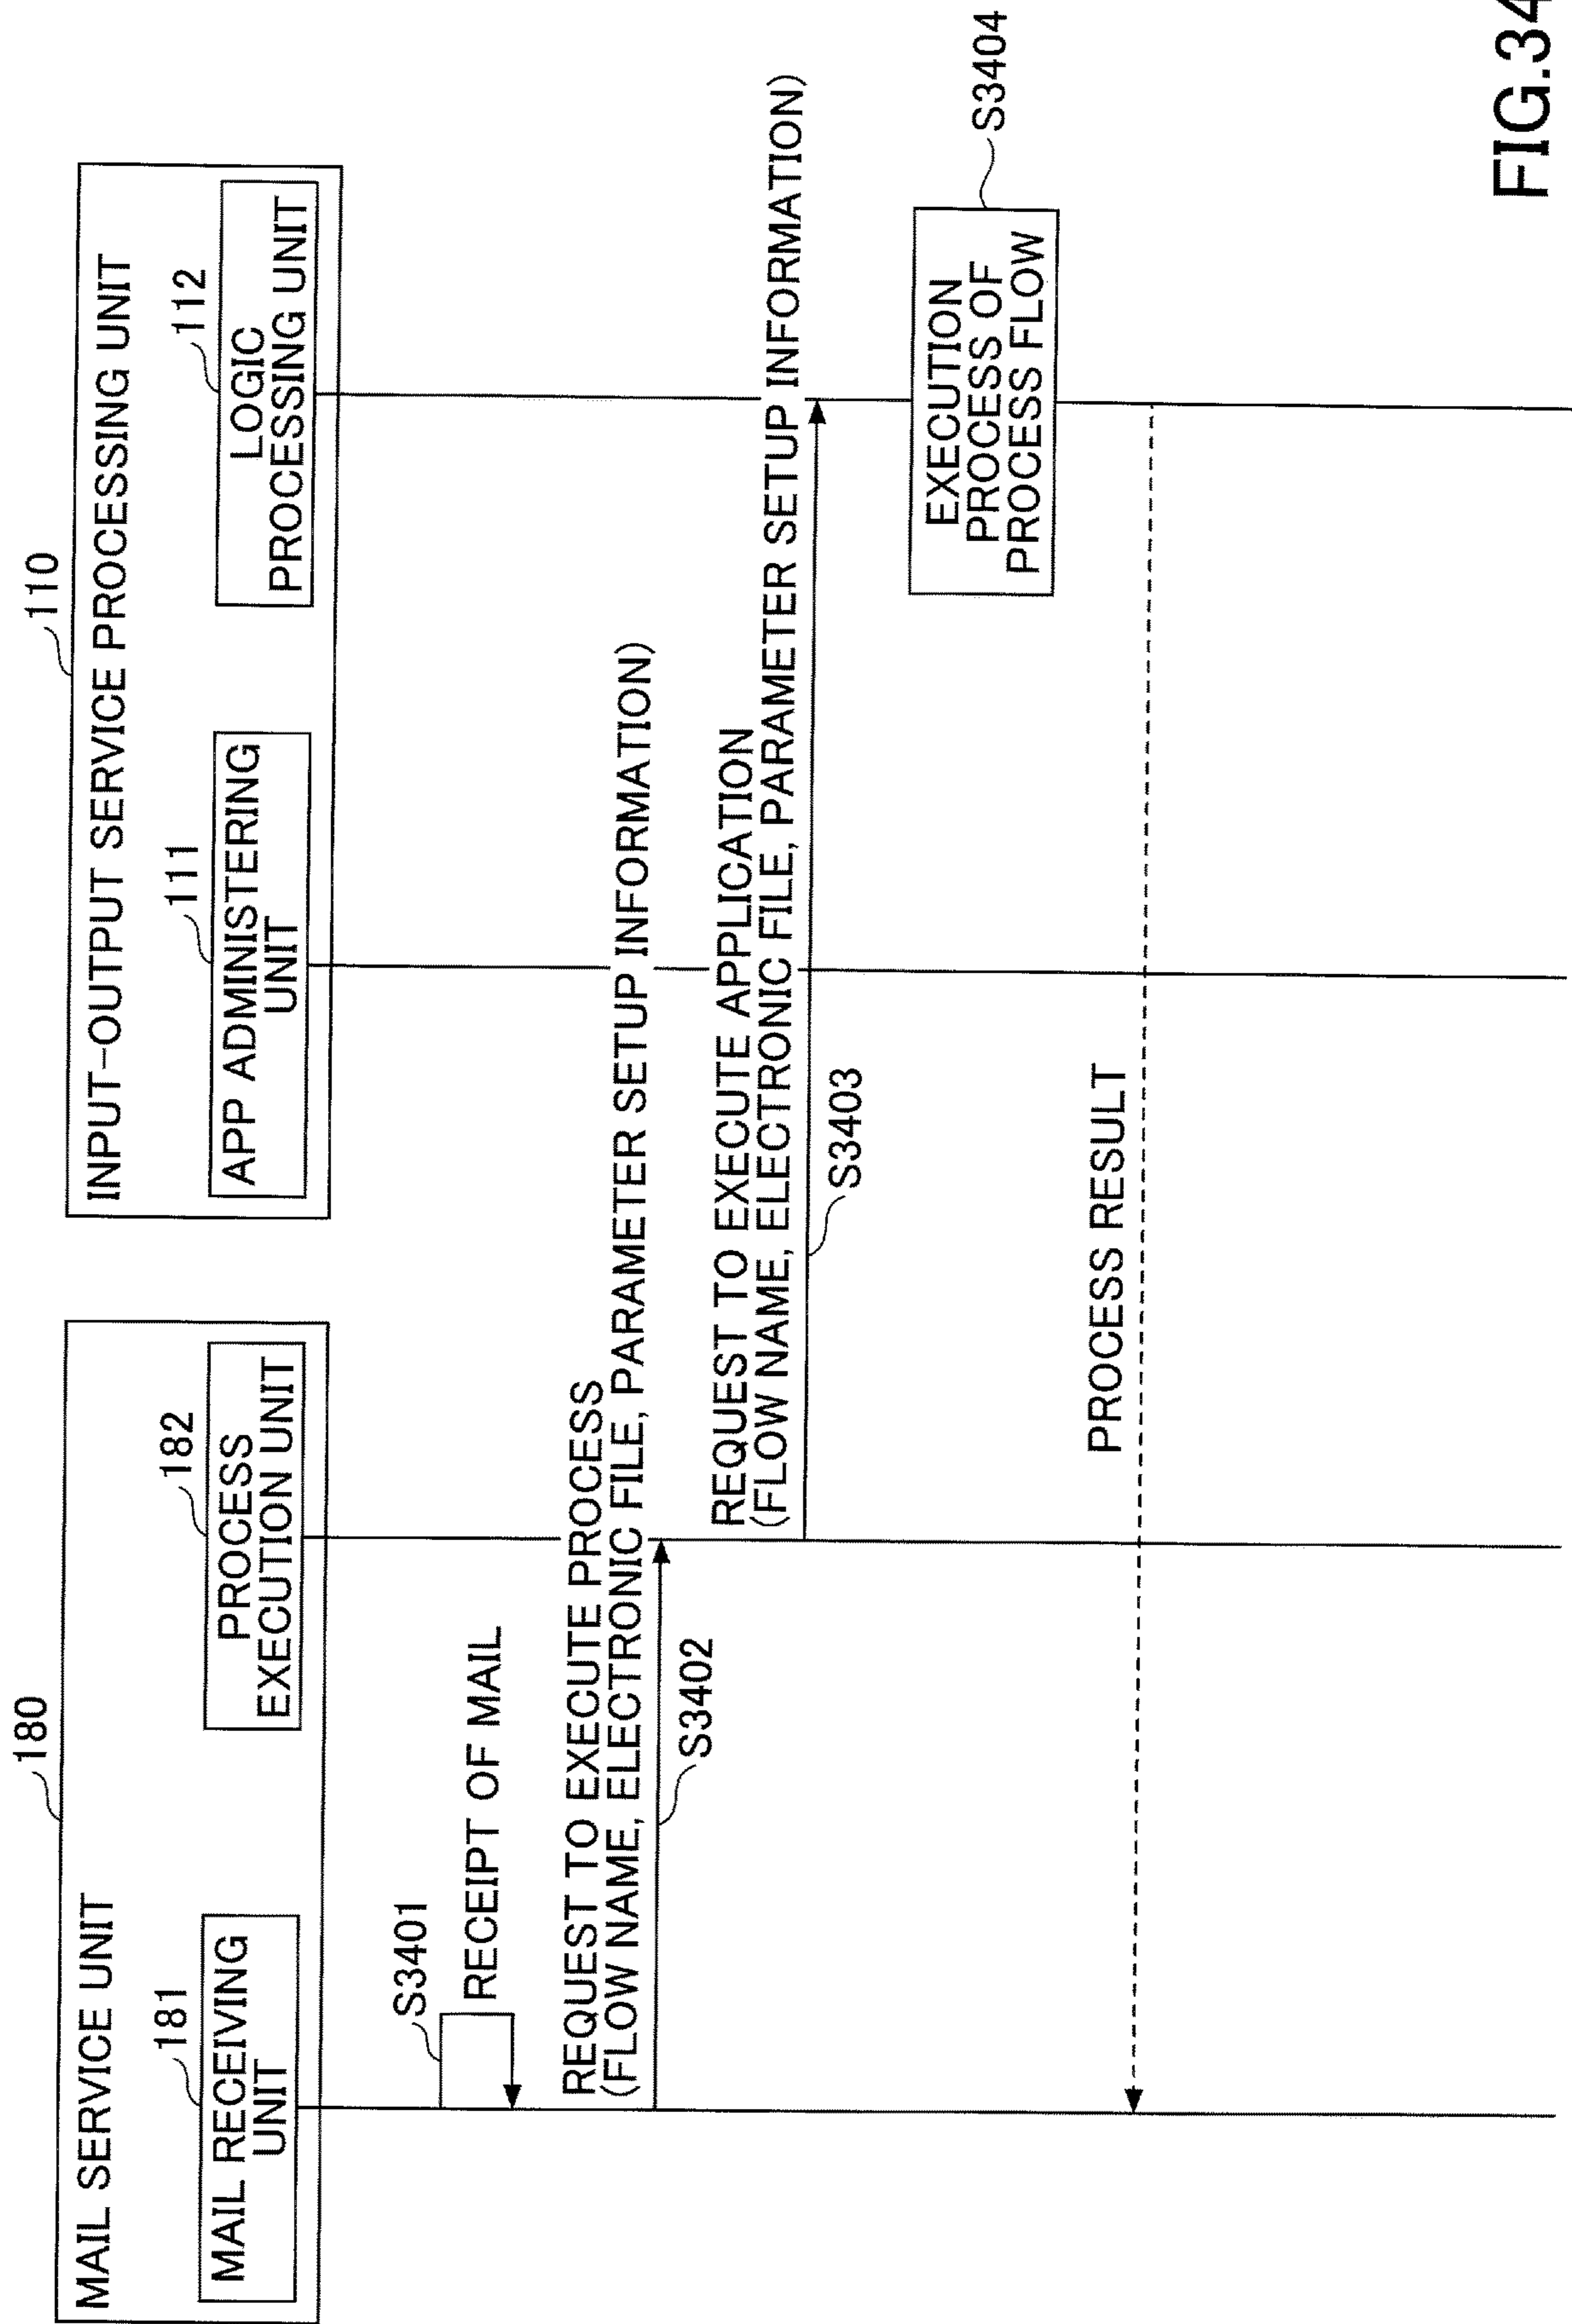 180
MAIL SERVICE UNIT
181
MAIL RECEIVING
UNIT
182
PROCESS
EXECUTION UNIT
110
INPUT-OUTPUT SERVICE PROCESSING UNIT
111
APP ADMINISTERING
UNIT
112
LOGIC
PROCESSING UNIT
S3401
RECEIPT OF MAIL
REQUEST TO EXECUTE PROCESS
(FLOW NAME, ELECTRONIC FILE, PARAMETER SETUP INFORMATION)
S3402
REQUEST TO EXECUTE APPLICATION
(FLOW NAME, ELECTRONIC FILE, PARAMETER SETUP INFORMATION)
S3403
EXECUTION
PROCESS OF
PROCESS FLOW
S3404
PROCESS RESULT
FIG.34